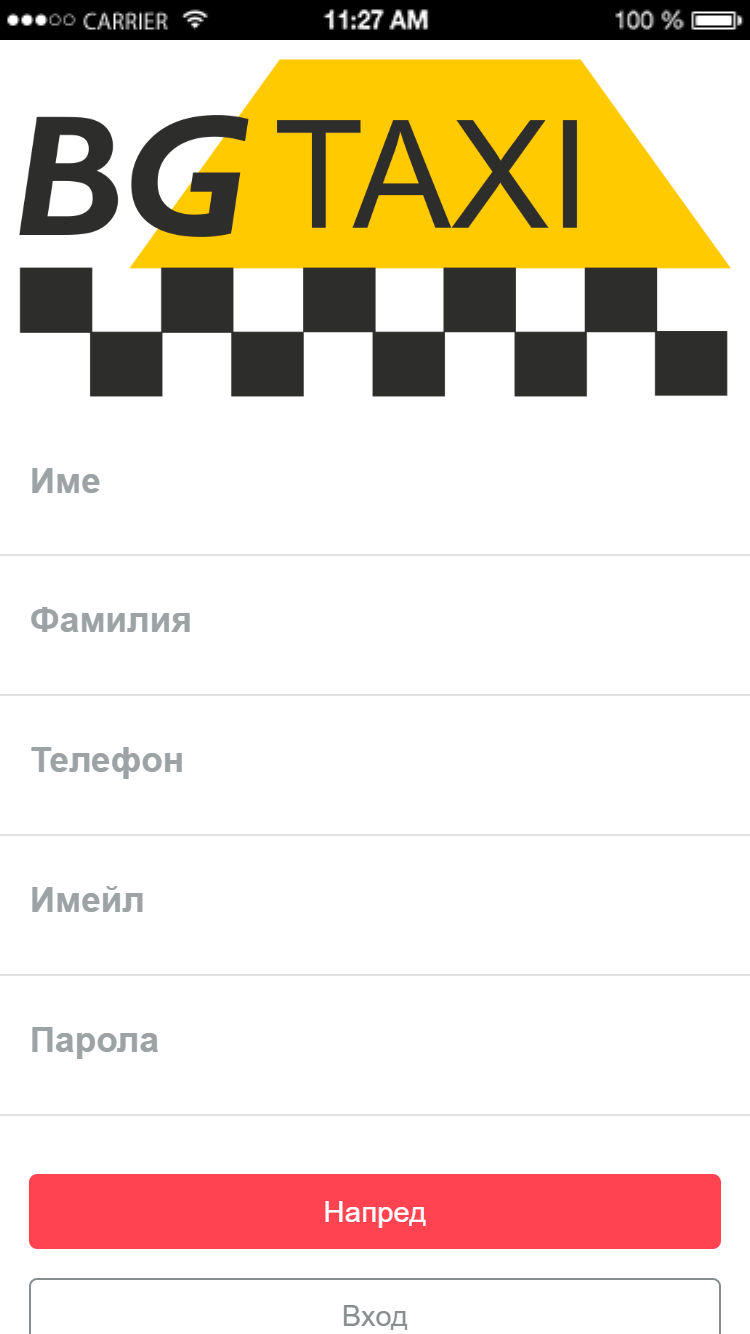 CARRIER 11:27 AM 100 %
BG TAXI
Име
Фамилия
Телефон
Имейл
Парола
Напред
Вход